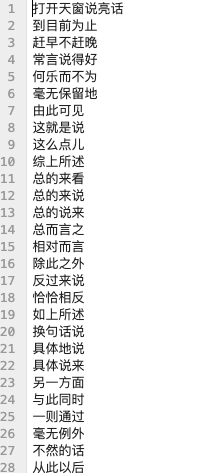 1 打开天窗说亮话
2 到目前为止
3 赶早不赶晚
4 常言说得好
5 何乐而不为
6 毫无保留地
7 由此可见
8 这就是说
9 这么点儿
10 综上所述
11 总的来看
12 总的来说
13 总的说来
14 总而言之
15 相对而言
16 除此之外
17 反过来说
18 恰恰相反
19 如上所述
20 换句话说
21 具体地说
22 具体说来
23 另一方面
24 与此同时
25 一则通过
26 毫无例外
27 不然的话
28 从此以后